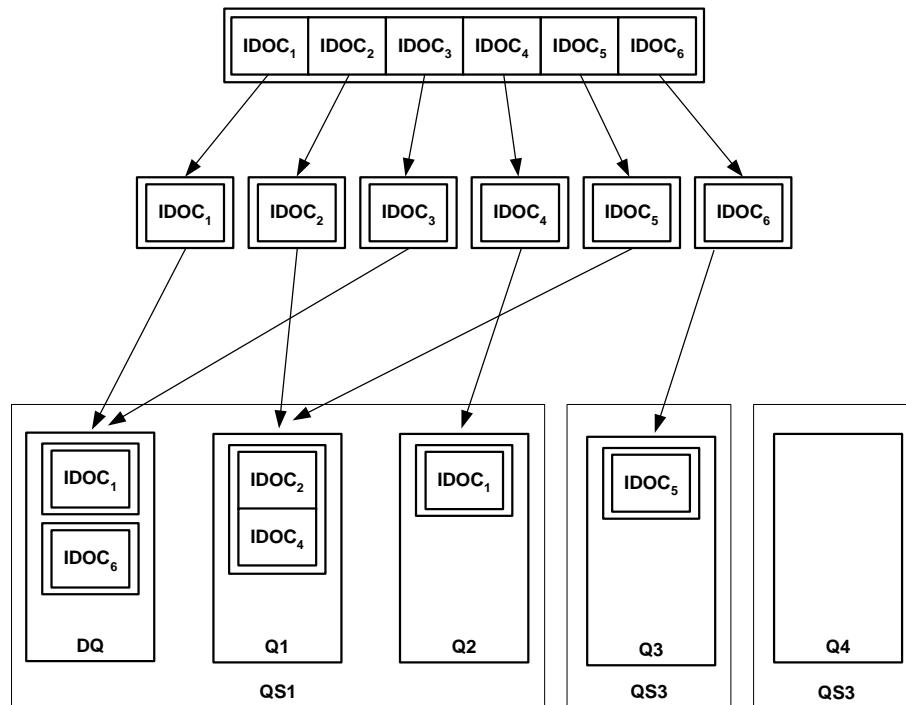 IDOC₁ IDOC₂ IDOC₃ IDOC₄ IDOC₅ IDOC₆
IDOC₁ IDOC₂ IDOC₃ IDOC₄ IDOC₅ IDOC₆
IDOC₁ IDOC₂ IDOC₁ IDOC₅
IDOC₆ IDOC₄
DQ Q1 Q2 Q3 Q4
QS1 QS3 QS3